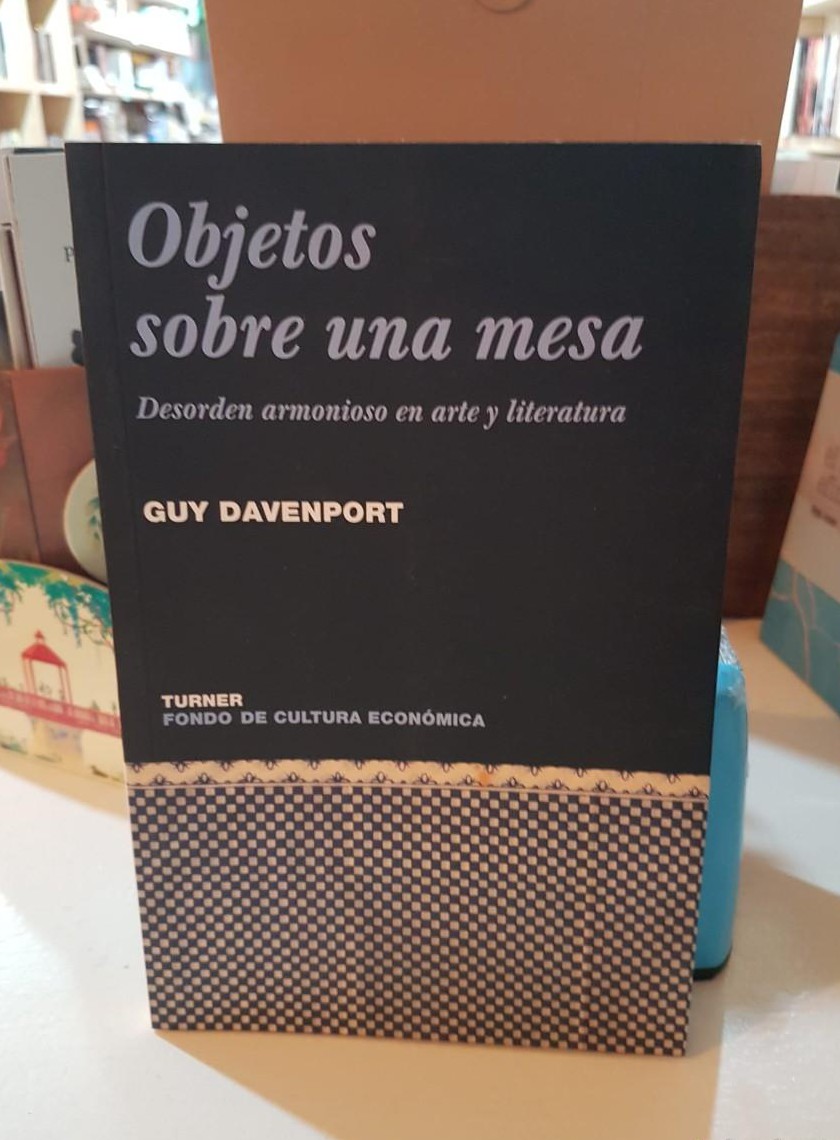 Objetos
sobre una mesa
Desorden armonioso en arte y literatura
GUY DAVENPORT
TURNER
FONDO DE CULTURA ECONÓMICA